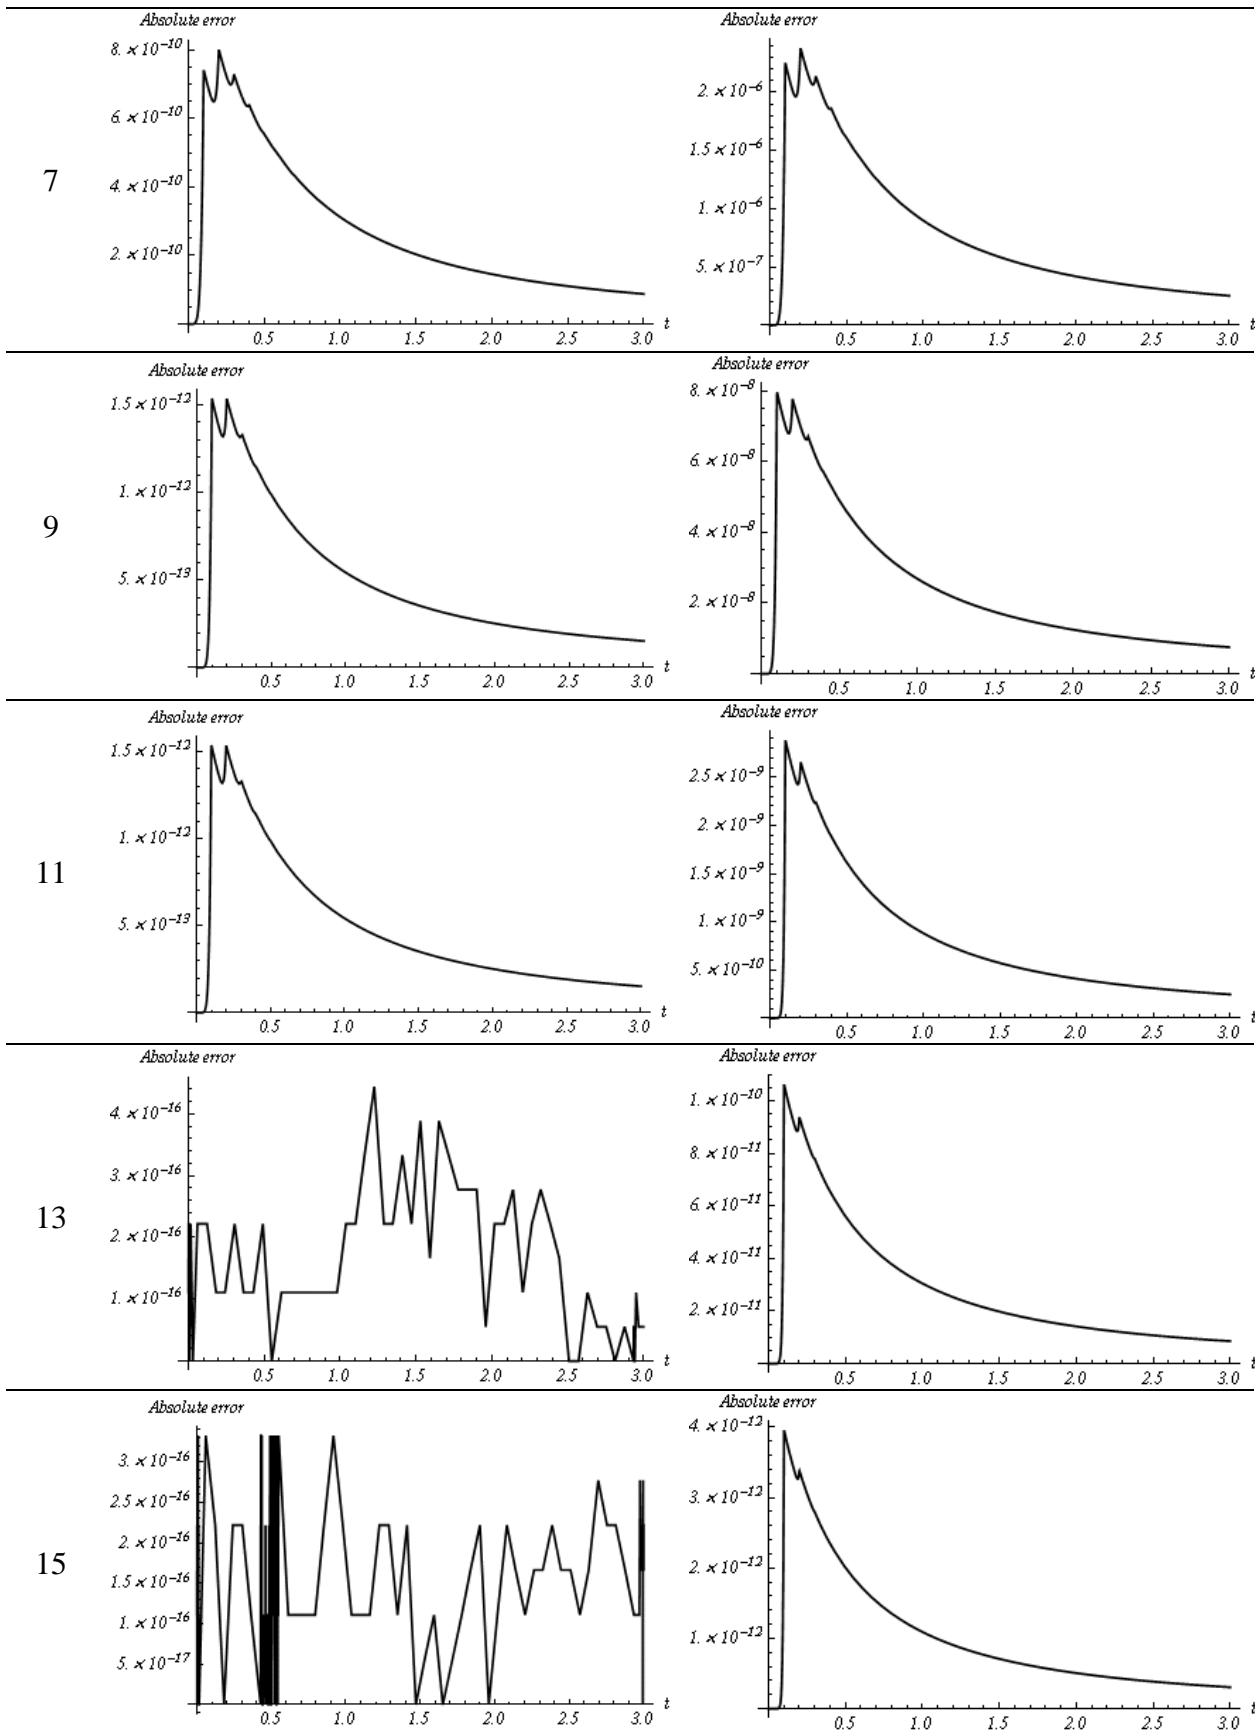 Absolute error
8. × 10⁻¹⁰
6. × 10⁻¹⁰
4. × 10⁻¹⁰
2. × 10⁻¹⁰
0.5 1.0 1.5 2.0 2.5 3.0 t
7
Absolute error
2. × 10⁻⁶
1.5 × 10⁻⁶
1. × 10⁻⁶
5. × 10⁻⁷
0.5 1.0 1.5 2.0 2.5 3.0 t
Absolute error
1.5 × 10⁻¹²
1. × 10⁻¹²
5. × 10⁻¹³
0.5 1.0 1.5 2.0 2.5 3.0 t
9
Absolute error
8. × 10⁻⁸
6. × 10⁻⁸
4. × 10⁻⁸
2. × 10⁻⁸
0.5 1.0 1.5 2.0 2.5 3.0 t
Absolute error
1.5 × 10⁻¹²
1. × 10⁻¹²
5. × 10⁻¹³
0.5 1.0 1.5 2.0 2.5 3.0 t
11
Absolute error
2.5 × 10⁻⁹
2. × 10⁻⁹
1.5 × 10⁻⁹
1. × 10⁻⁹
5. × 10⁻¹⁰
0.5 1.0 1.5 2.0 2.5 3.0 t
Absolute error
4. × 10⁻¹⁶
3. × 10⁻¹⁶
2. × 10⁻¹⁶
1. × 10⁻¹⁶
0.5 1.0 1.5 2.0 2.5 3.0 t
13
Absolute error
1. × 10⁻¹⁰
8. × 10⁻¹¹
6. × 10⁻¹¹
4. × 10⁻¹¹
2. × 10⁻¹¹
0.5 1.0 1.5 2.0 2.5 3.0 t
Absolute error
3. × 10⁻¹⁶
2.5 × 10⁻¹⁶
2. × 10⁻¹⁶
1.5 × 10⁻¹⁶
1. × 10⁻¹⁶
5. × 10⁻¹⁷
0.5 1.0 1.5 2.0 2.5 3.0 t
15
Absolute error
4. × 10⁻¹²
3. × 10⁻¹²
2. × 10⁻¹²
1. × 10⁻¹²
0.5 1.0 1.5 2.0 2.5 3.0 t